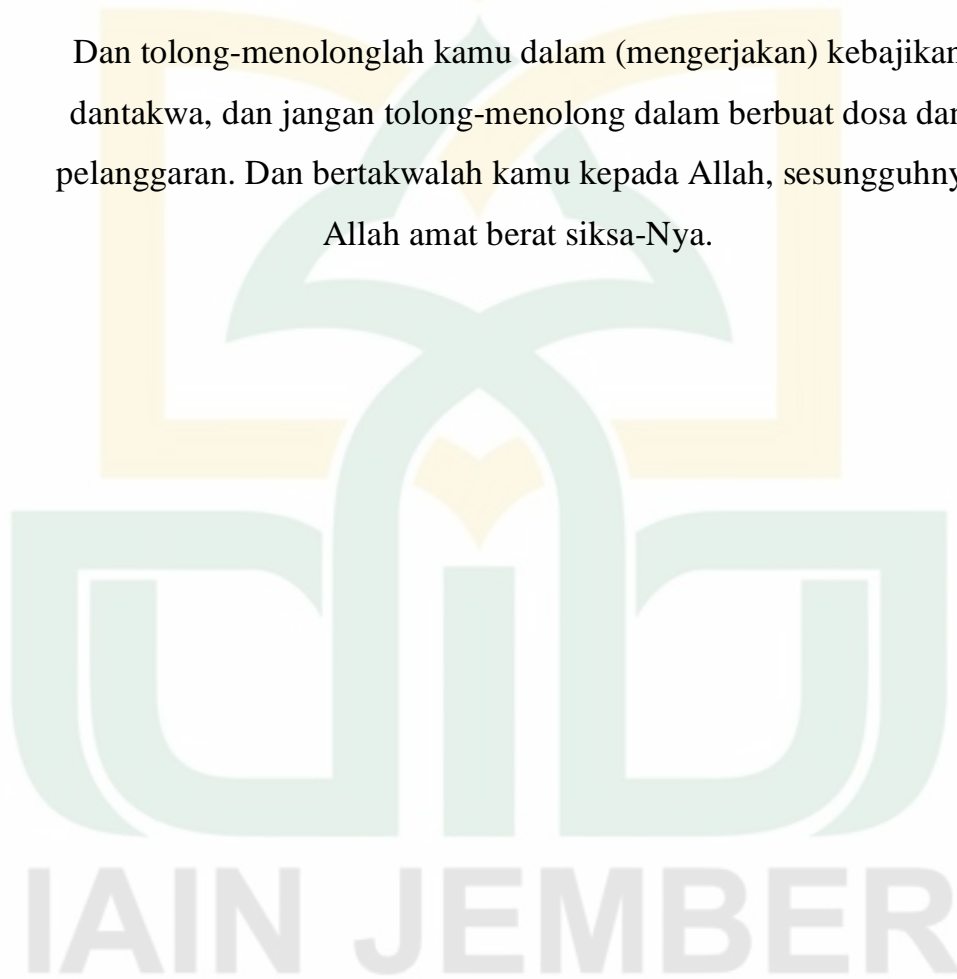 Dan tolong-menolonglah kamu dalam (mengerjakan) kebajikan
dantakwa, dan jangan tolong-menolong dalam berbuat dosa dan
pelanggaran. Dan bertakwalah kamu kepada Allah, sesungguhny
Allah amat berat siksa-Nya.
IAIN JEMBER